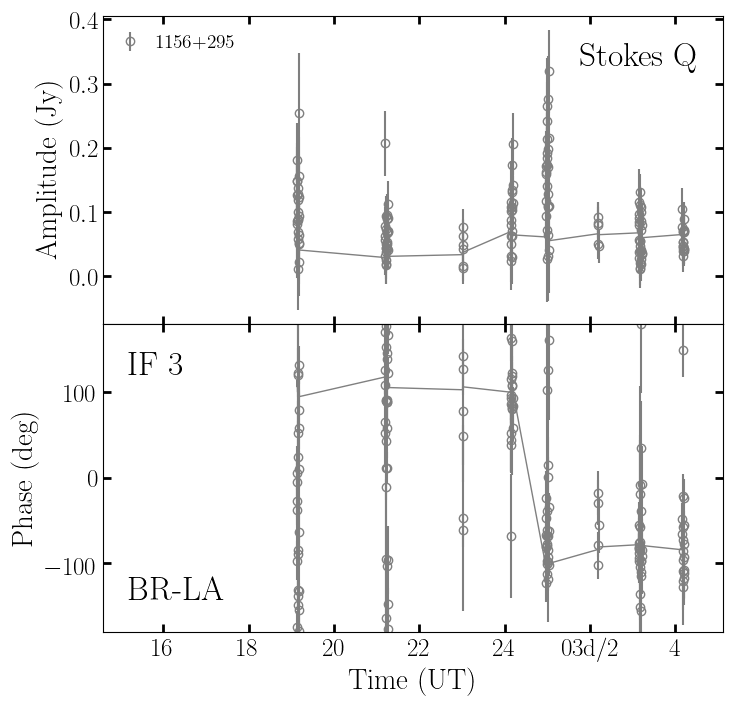 0.4
1156+295
Stokes Q
0.3
0.2
0.1
0.0
Amplitude (Jy)
IF 3
100
0
−100
Phase (deg)
BR-LA
16 18 20 22 24 03d/2 4
Time (UT)